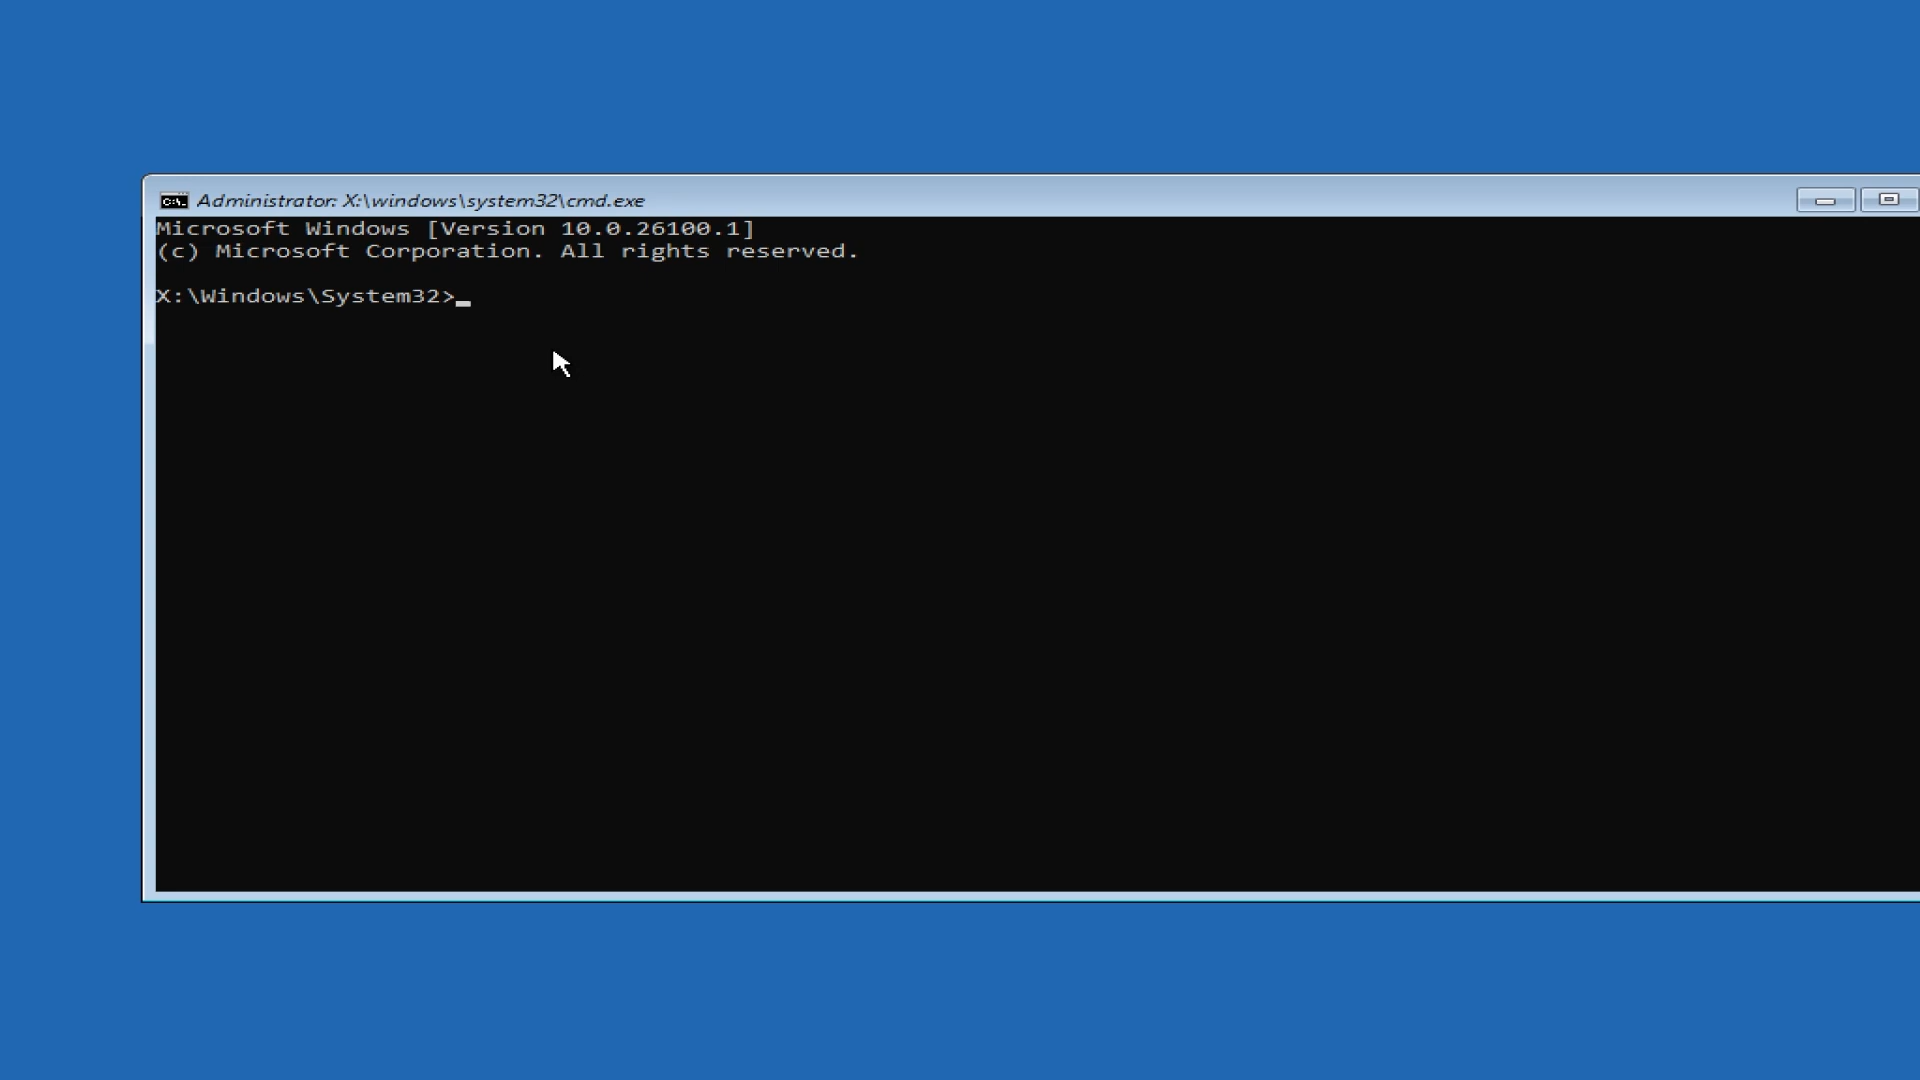 Administrator: X:\windows\system32\cmd.exe
Microsoft Windows [Version 10.0.26100.1]
(c) Microsoft Corporation. All rights reserved.
X:\Windows\System32>